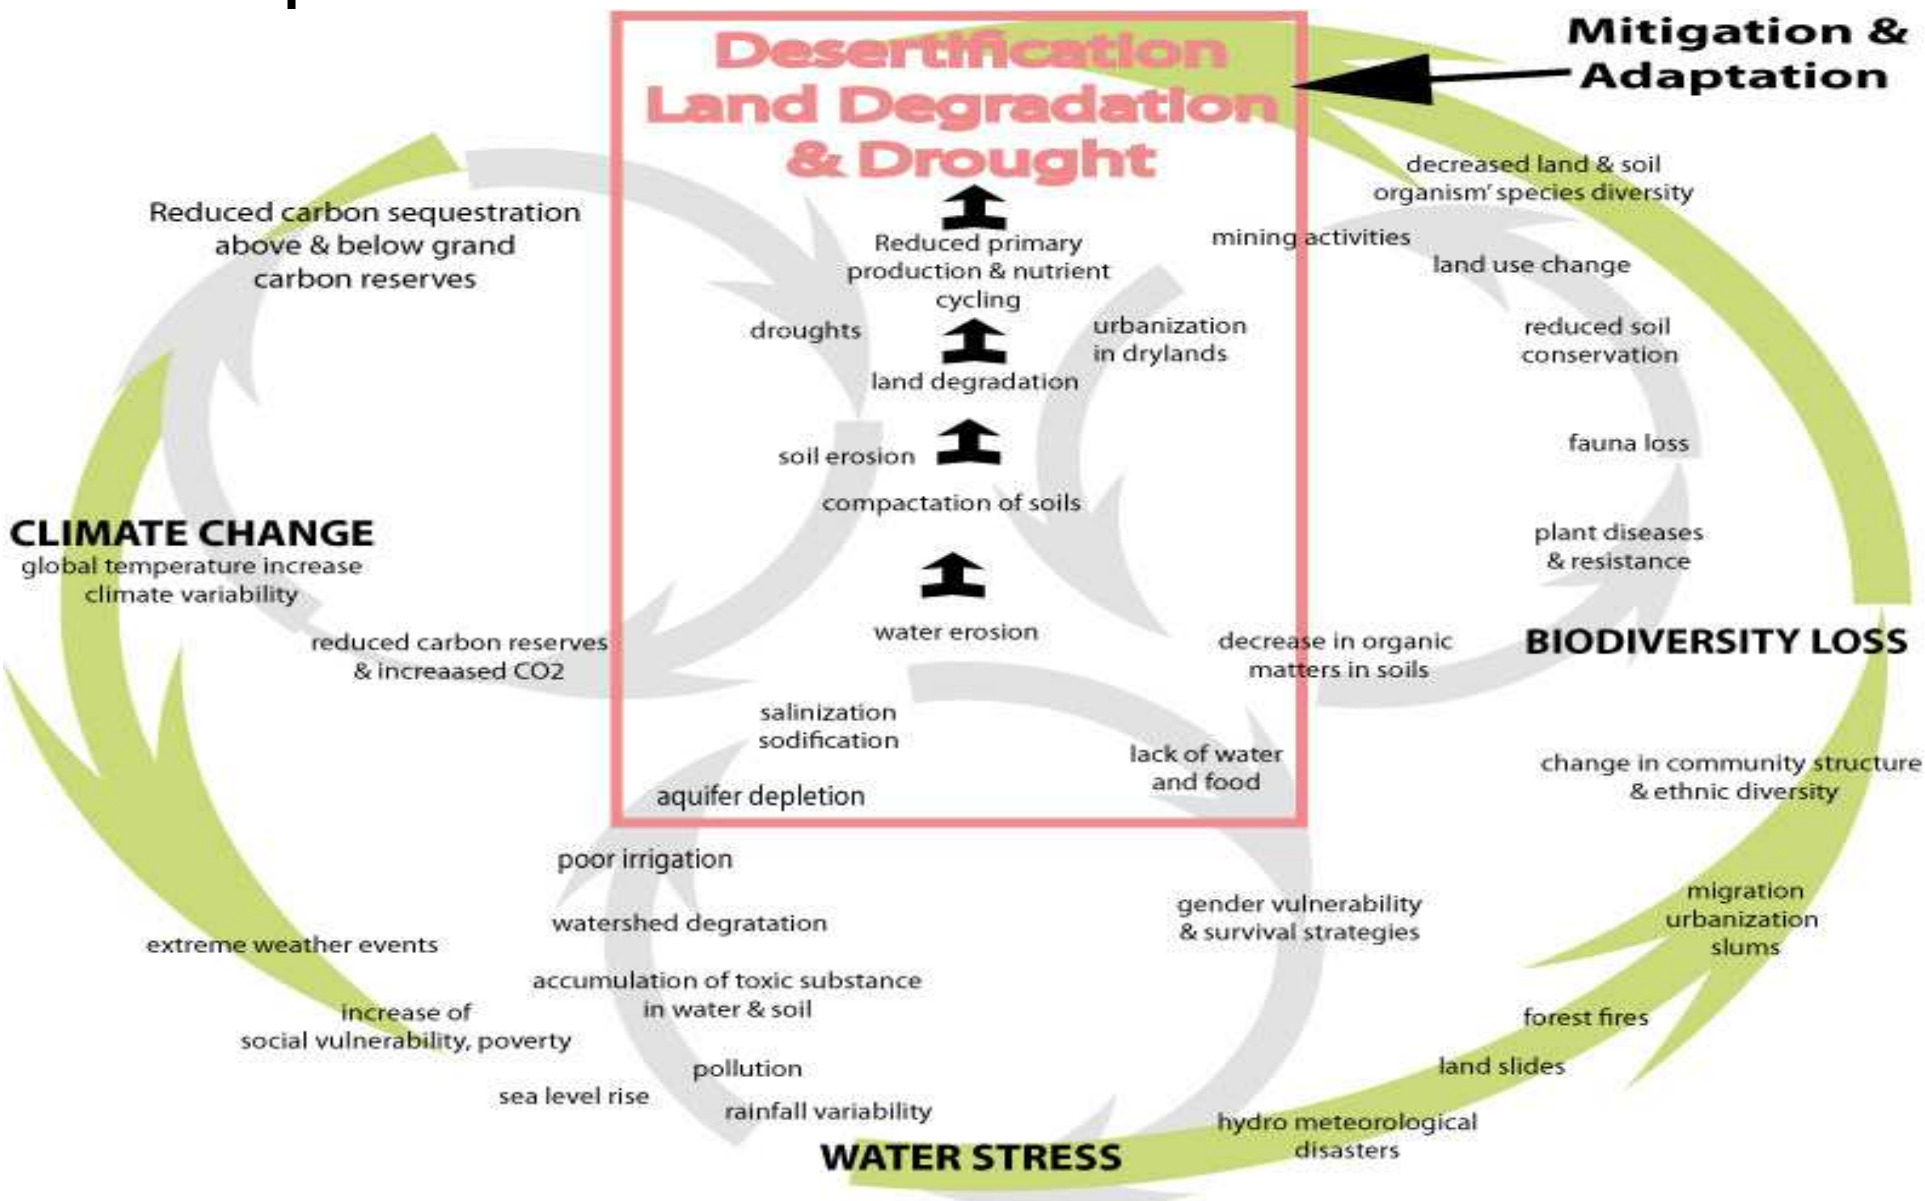 Desertification
Land Degradation
& Drought
Mitigation &
Adaptation
decreased land & soil
organism' species diversity
Reduced carbon sequestration
above & below grand
carbon reserves
Reduced primary
production & nutrient
cycling
mining activities
land use change
droughts
urbanization
in drylands
reduced soil
conservation
land degradation
soil erosion
fauna loss
compactation of soils
CLIMATE CHANGE
global temperature increase
climate variability
plant diseases
& resistance
water erosion
reduced carbon reserves
& increaased CO2
decrease in organic
matters in soils
BIODIVERSITY LOSS
salinization
sodification
lack of water
and food
change in community structure
& ethnic diversity
aquifer depletion
poor irrigation
watershed degratation
gender vulnerability
& survival strategies
migration
urbanization
slums
extreme weather events
accumulation of toxic substance
in water & soil
increase of
social vulnerability, poverty
forest fires
pollution
land slides
sea level rise
rainfall variability
hydro meteorological
disasters
WATER STRESS